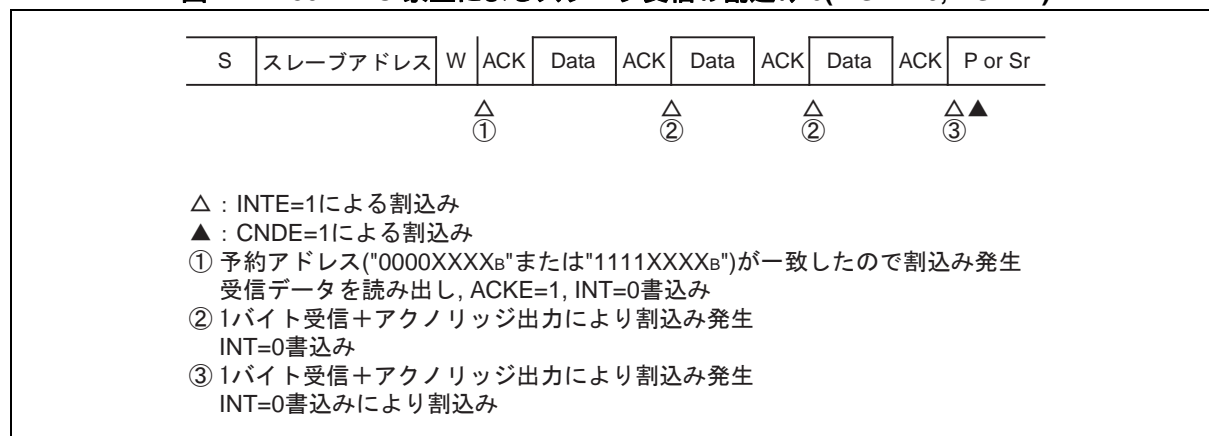 S スレーブアドレス W ACK Data ACK Data ACK Data ACK P or Sr
△ △ △ △▲
① ② ② ③
△：INTE=1による割込み
▲：CNDE=1による割込み
① 予約アドレス("0000XXXXB"または"1111XXXXB")が一致したので割込み発生
受信データを読み出し, ACKE=1, INT=0書込み
② 1バイト受信＋アクノリッジ出力により割込み発生
INT=0書込み
③ 1バイト受信＋アクノリッジ出力により割込み発生
INT=0書込みにより割込み